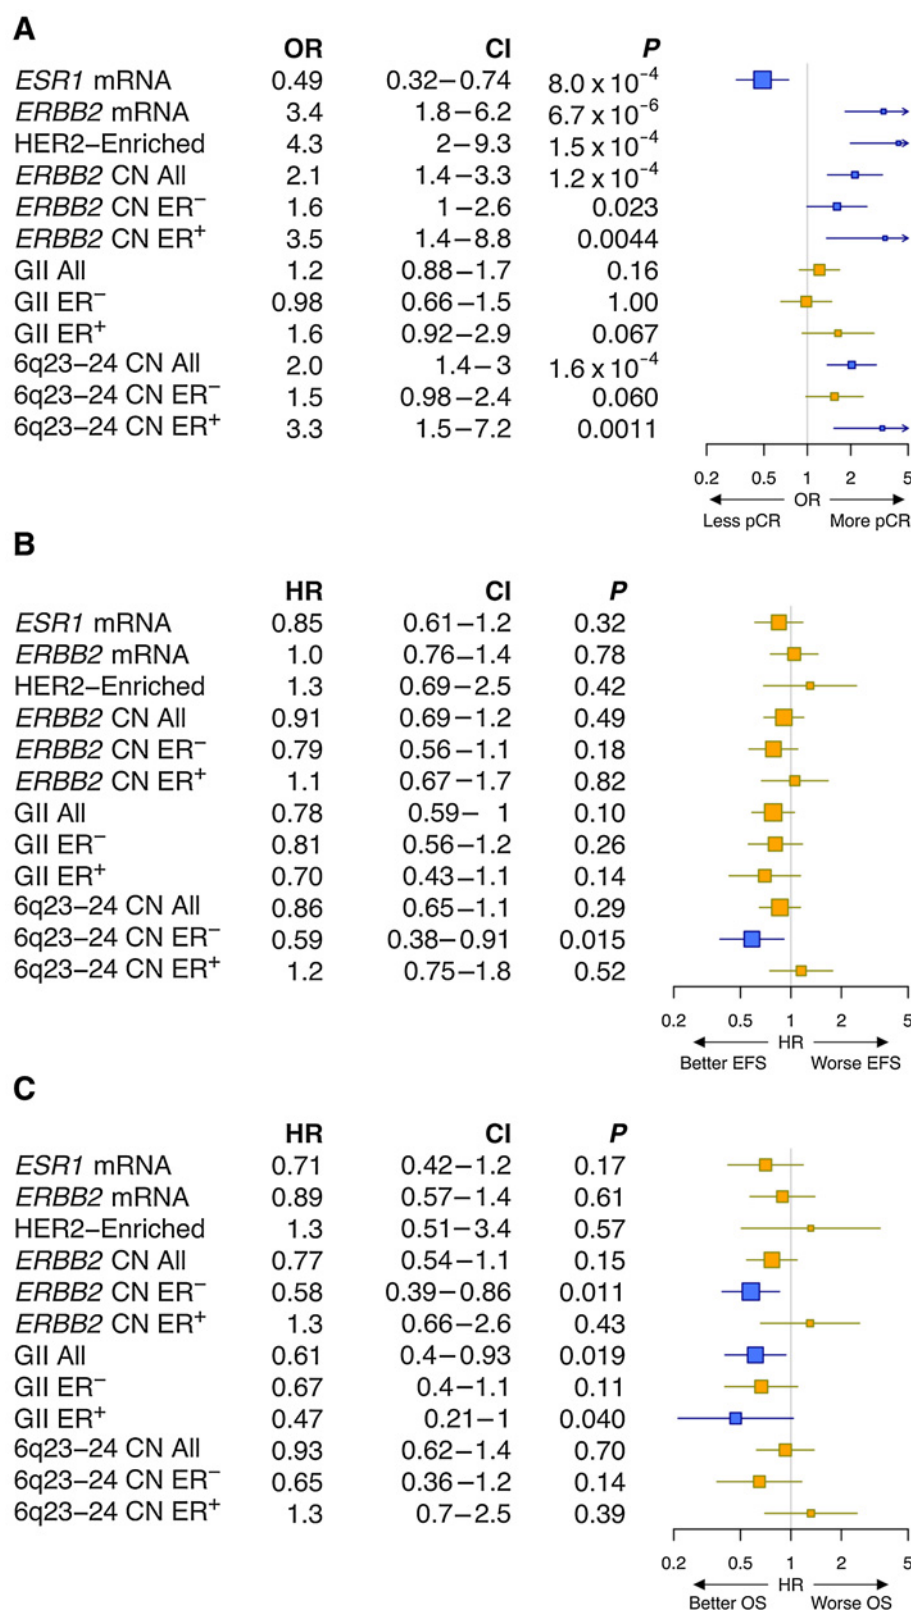 A
OR CI P
ESR1 mRNA 0.49 0.32–0.74 8.0 x 10⁻⁴
ERBB2 mRNA 3.4 1.8–6.2 6.7 x 10⁻⁶
HER2–Enriched 4.3 2–9.3 1.5 x 10⁻⁴
ERBB2 CN All 2.1 1.4–3.3 1.2 x 10⁻⁴
ERBB2 CN ER⁻ 1.6 1–2.6 0.023
ERBB2 CN ER⁺ 3.5 1.4–8.8 0.0044
GII All 1.2 0.88–1.7 0.16
GII ER⁻ 0.98 0.66–1.5 1.00
GII ER⁺ 1.6 0.92–2.9 0.067
6q23–24 CN All 2.0 1.4–3 1.6 x 10⁻⁴
6q23–24 CN ER⁻ 1.5 0.98–2.4 0.060
6q23–24 CN ER⁺ 3.3 1.5–7.2 0.0011
0.2 0.5 1 2 5
OR
Less pCR More pCR
B
HR CI P
ESR1 mRNA 0.85 0.61–1.2 0.32
ERBB2 mRNA 1.0 0.76–1.4 0.78
HER2–Enriched 1.3 0.69–2.5 0.42
ERBB2 CN All 0.91 0.69–1.2 0.49
ERBB2 CN ER⁻ 0.79 0.56–1.1 0.18
ERBB2 CN ER⁺ 1.1 0.67–1.7 0.82
GII All 0.78 0.59– 1 0.10
GII ER⁻ 0.81 0.56–1.2 0.26
GII ER⁺ 0.70 0.43–1.1 0.14
6q23–24 CN All 0.86 0.65–1.1 0.29
6q23–24 CN ER⁻ 0.59 0.38–0.91 0.015
6q23–24 CN ER⁺ 1.2 0.75–1.8 0.52
0.2 0.5 1 2 5
HR
Better EFS Worse EFS
C
HR CI P
ESR1 mRNA 0.71 0.42–1.2 0.17
ERBB2 mRNA 0.89 0.57–1.4 0.61
HER2–Enriched 1.3 0.51–3.4 0.57
ERBB2 CN All 0.77 0.54–1.1 0.15
ERBB2 CN ER⁻ 0.58 0.39–0.86 0.011
ERBB2 CN ER⁺ 1.3 0.66–2.6 0.43
GII All 0.61 0.4–0.93 0.019
GII ER⁻ 0.67 0.4–1.1 0.11
GII ER⁺ 0.47 0.21–1 0.040
6q23–24 CN All 0.93 0.62–1.4 0.70
6q23–24 CN ER⁻ 0.65 0.36–1.2 0.14
6q23–24 CN ER⁺ 1.3 0.7–2.5 0.39
0.2 0.5 1 2 5
HR
Better OS Worse OS